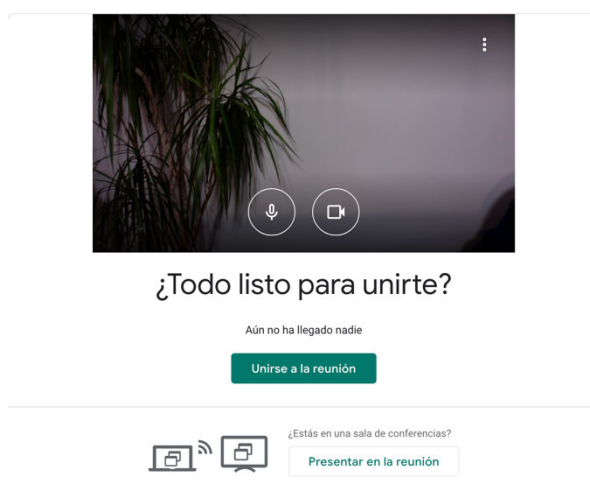 ¿Todo listo para unirte?
Aún no ha llegado nadie
Unirse a la reunión
¿Estás en una sala de conferencias?
Presentar en la reunión